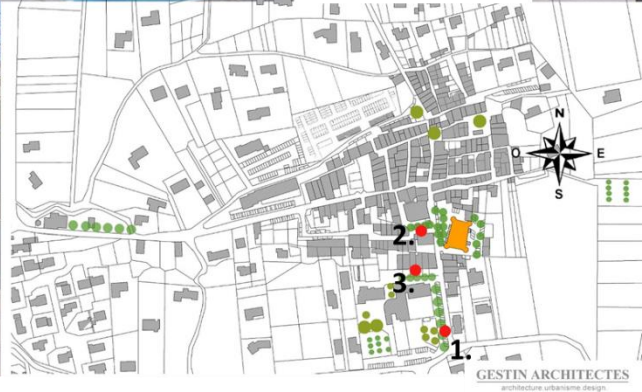 N
O E
S
2.
3.
1.
GESTIN ARCHITECTES
architecture.urbanisme.design